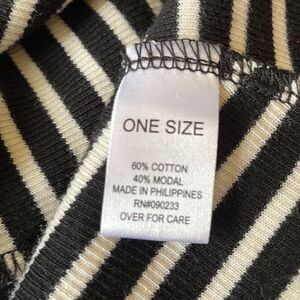 ONE SIZE
60% COTTON
40% MODAL
MADE IN PHILIPPINES
RN#090233
OVER FOR CARE